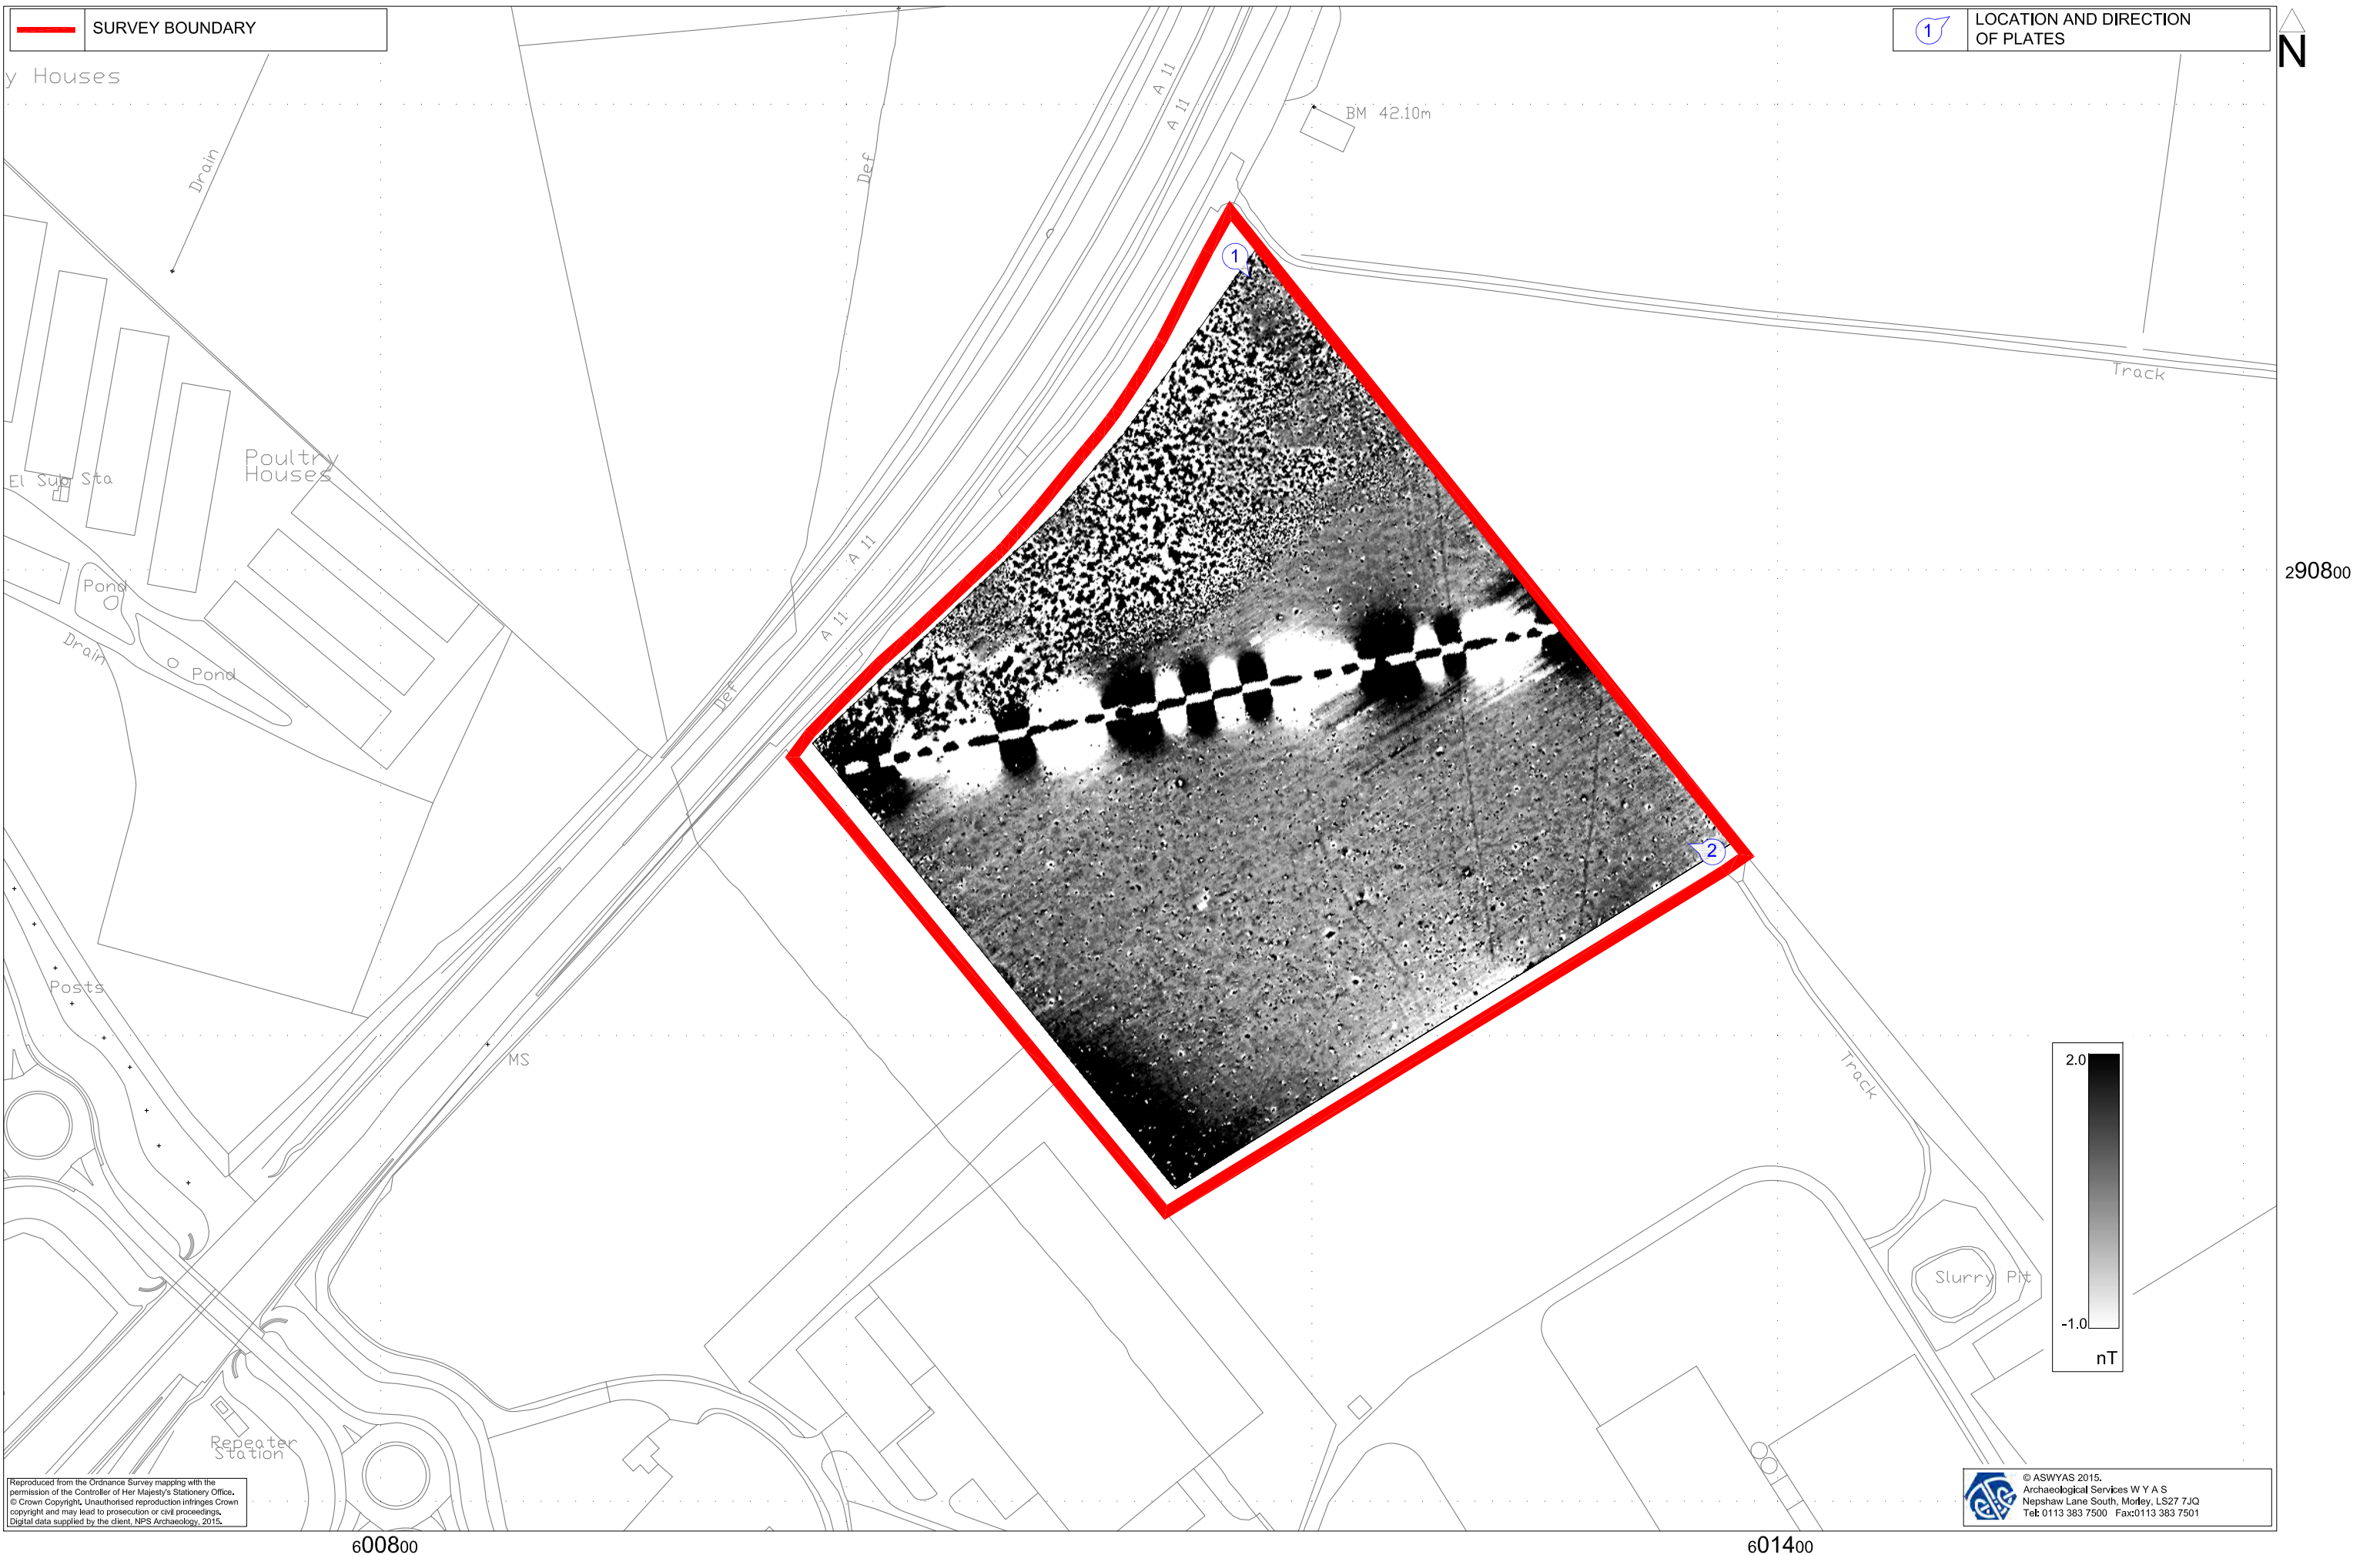 SURVEY BOUNDARY
1
LOCATION AND DIRECTION
OF PLATES
N
y Houses
A 11
A 11
BM 42.10m
Drain
Def
1
Track
Poultry
Houses
El Sub Sta
A 11
29080​0
Pond
A 11
Drain
Pond
Def
2
Posts
MS
Track
2.0
-1.0
nT
Slurry Pit
Repeater
Station
Reproduced from the Ordnance Survey mapping with the
permission of the Controller of Her Majesty's Stationery Office.
© Crown Copyright. Unauthorised reproduction infringes Crown
copyright and may lead to prosecution or civil proceedings.
Digital data supplied by the client, NPS Archaeology, 2015.
© ASWYAS 2015.
Archaeological Services W Y A S
Nepshaw Lane South, Morley, LS27 7JQ
Tel: 0113 383 7500 Fax:0113 383 7501
600800
601400